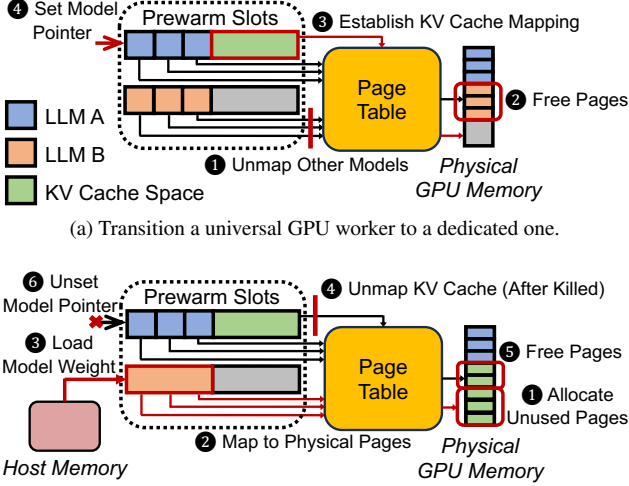 ❹ Set Model
Pointer
Prewarm Slots
❸ Establish KV Cache Mapping
Page
Table
❷ Free Pages
LLM A
LLM B
KV Cache Space
❶ Unmap Other Models
Physical
GPU Memory
(a) Transition a universal GPU worker to a dedicated one.
❻ Unset
Model Pointer
Prewarm Slots
❹ Unmap KV Cache (After Killed)
❸ Load
Model Weight
Page
Table
❺ Free Pages
❶ Allocate
Unused Pages
❷ Map to Physical Pages
Host Memory
Physical
GPU Memory